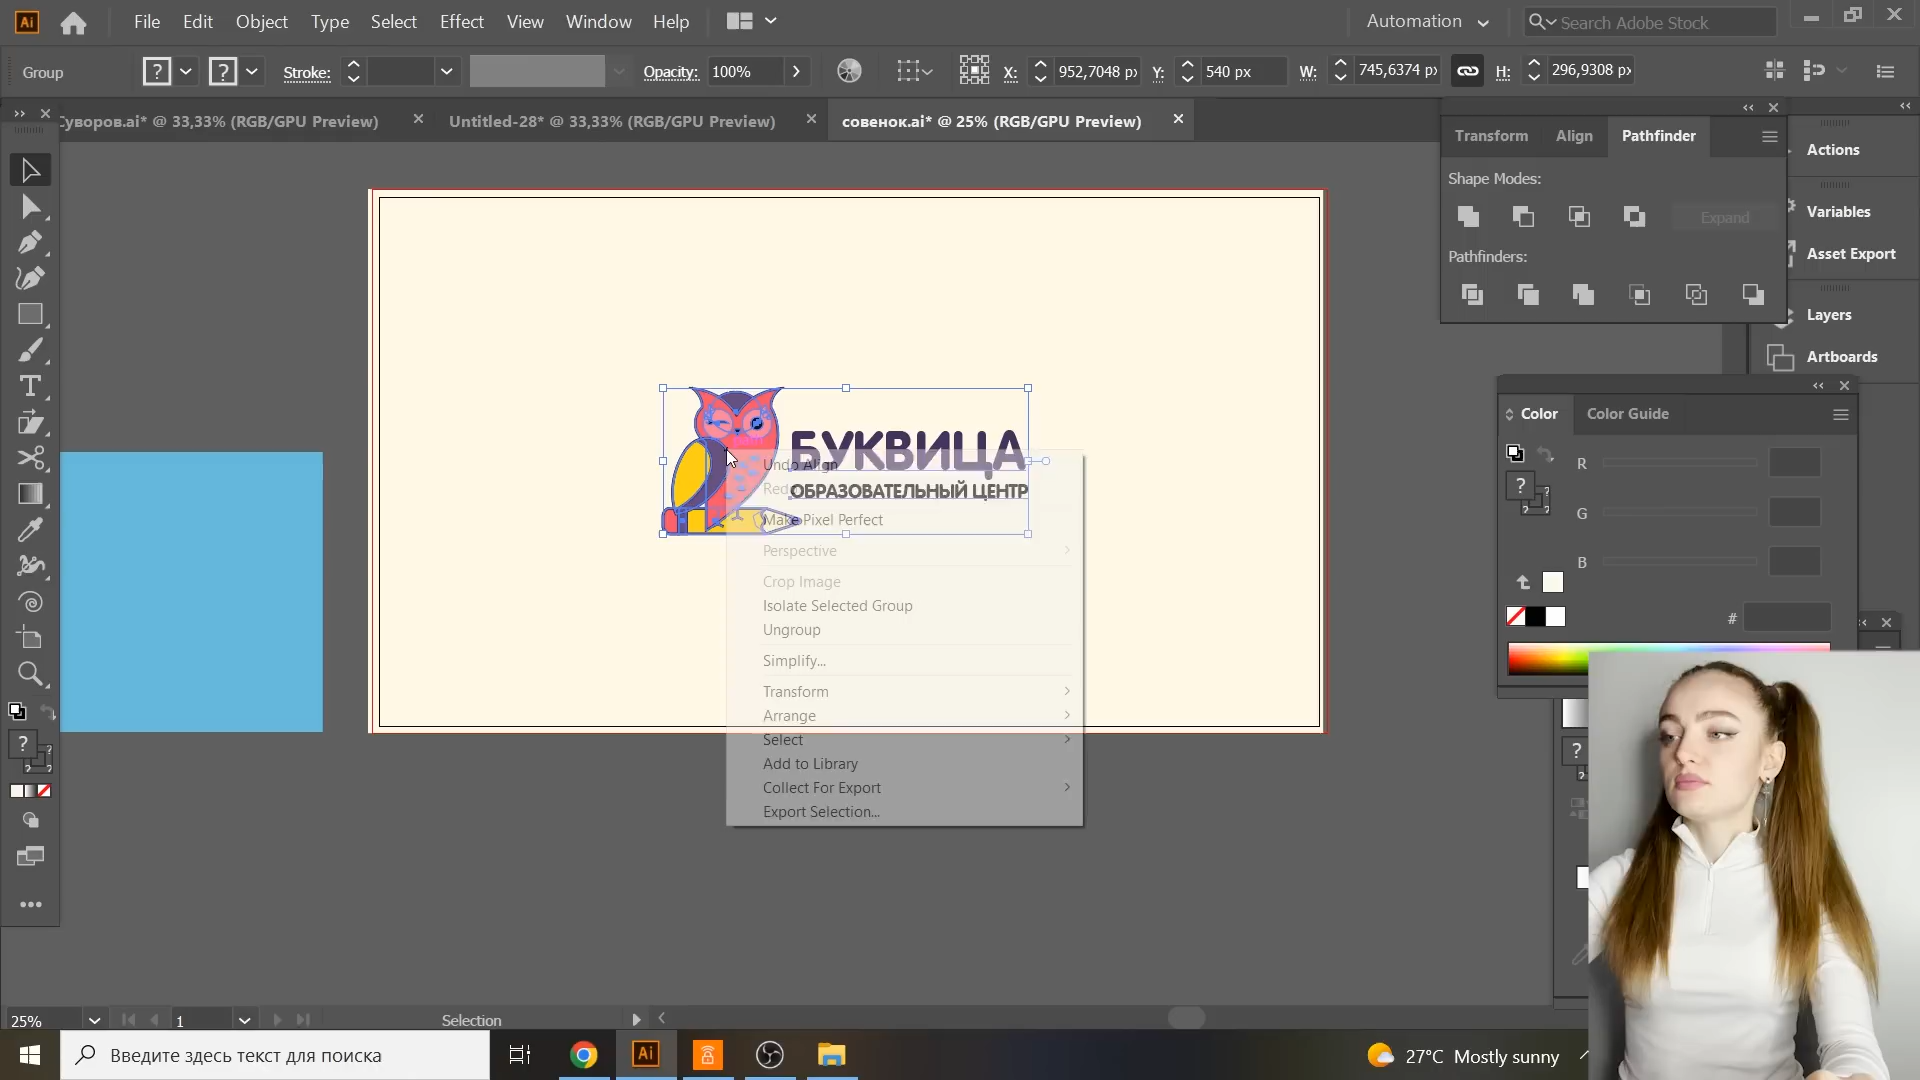 File Edit Object Type Select Effect View Window Help
Automation
Search Adobe Stock
Group
Stroke:
Opacity: 100%
X: 952,7048 px
Y: 540 px
W: 745,6374 px
H: 296,9308 px
Суворов.ai* @ 33,33% (RGB/GPU Preview)
Untitled-28* @ 33,33% (RGB/GPU Preview)
совенок.ai* @ 25% (RGB/GPU Preview)
Transform Align Pathfinder
Shape Modes:
Expand
Pathfinders:
Actions
Variables
Asset Export
Layers
Artboards
БУКВИЦА
ОБРАЗОВАТЕЛЬНЫЙ ЦЕНТР
Undo Align
Make Pixel Perfect
Perspective
Crop Image
Isolate Selected Group
Ungroup
Simplify...
Transform
Arrange
Select
Add to Library
Collect For Export
Export Selection...
Color Color Guide
R
G
B
#
25%
1
Selection
Введите здесь текст для поиска
27°C Mostly sunny